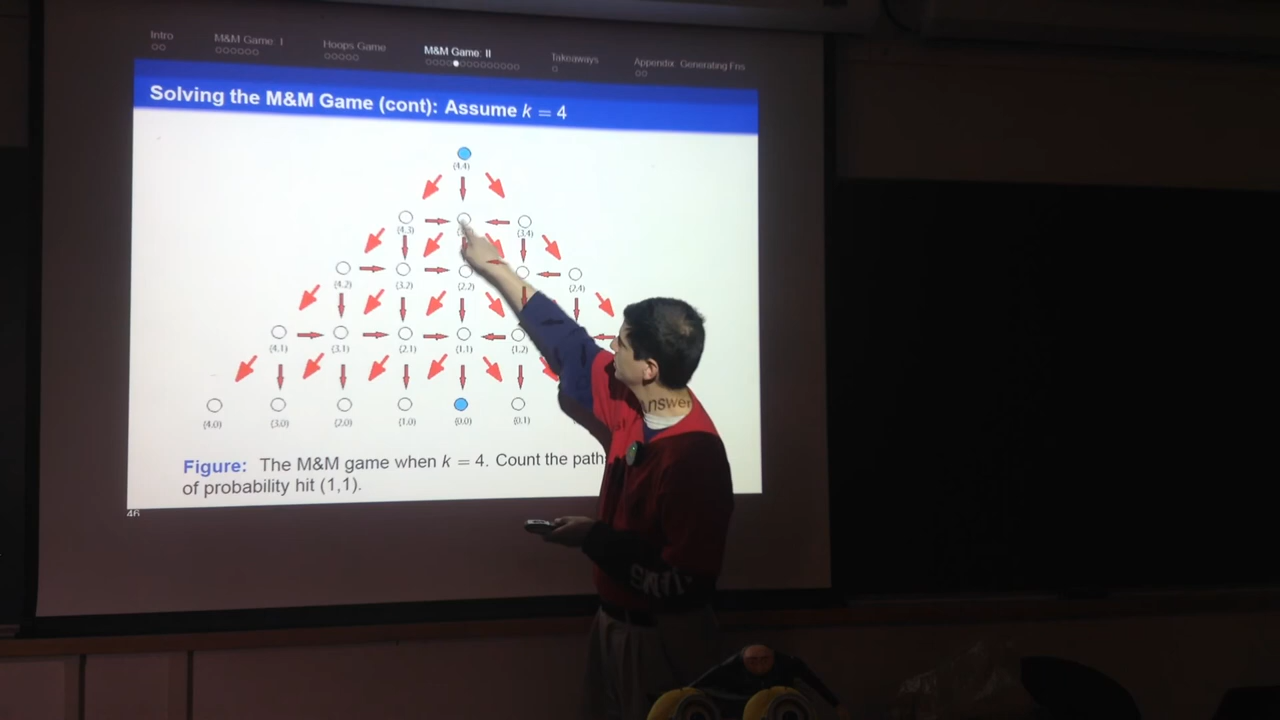 Intro
M&M Game: I
Hoops Game
M&M Game: II
Takeaways
Appendix: Generating Fns
Solving the M&M Game (cont): Assume k = 4
(4,4)
(4,3)
(3,4)
(4,2)
(3,2)
(2,2)
(2,4)
(4,1)
(3,1)
(2,1)
(1,1)
(1,2)
(4,0)
(3,0)
(2,0)
(1,0)
(0,0)
(0,1)
Figure: The M&M game when k = 4. Count the path
of probability hit (1,1).
46
Answer